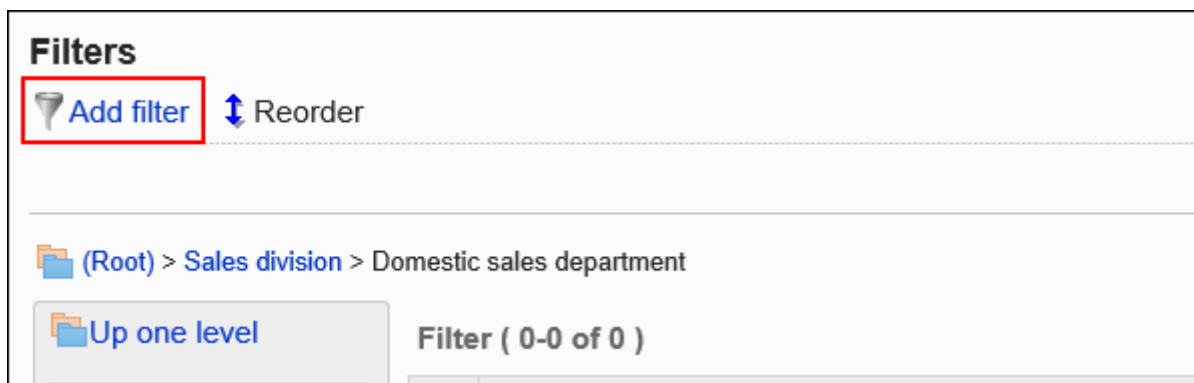 Filters
Add filter Reorder
(Root) > Sales division > Domestic sales department
Up one level
Filter ( 0-0 of 0 )